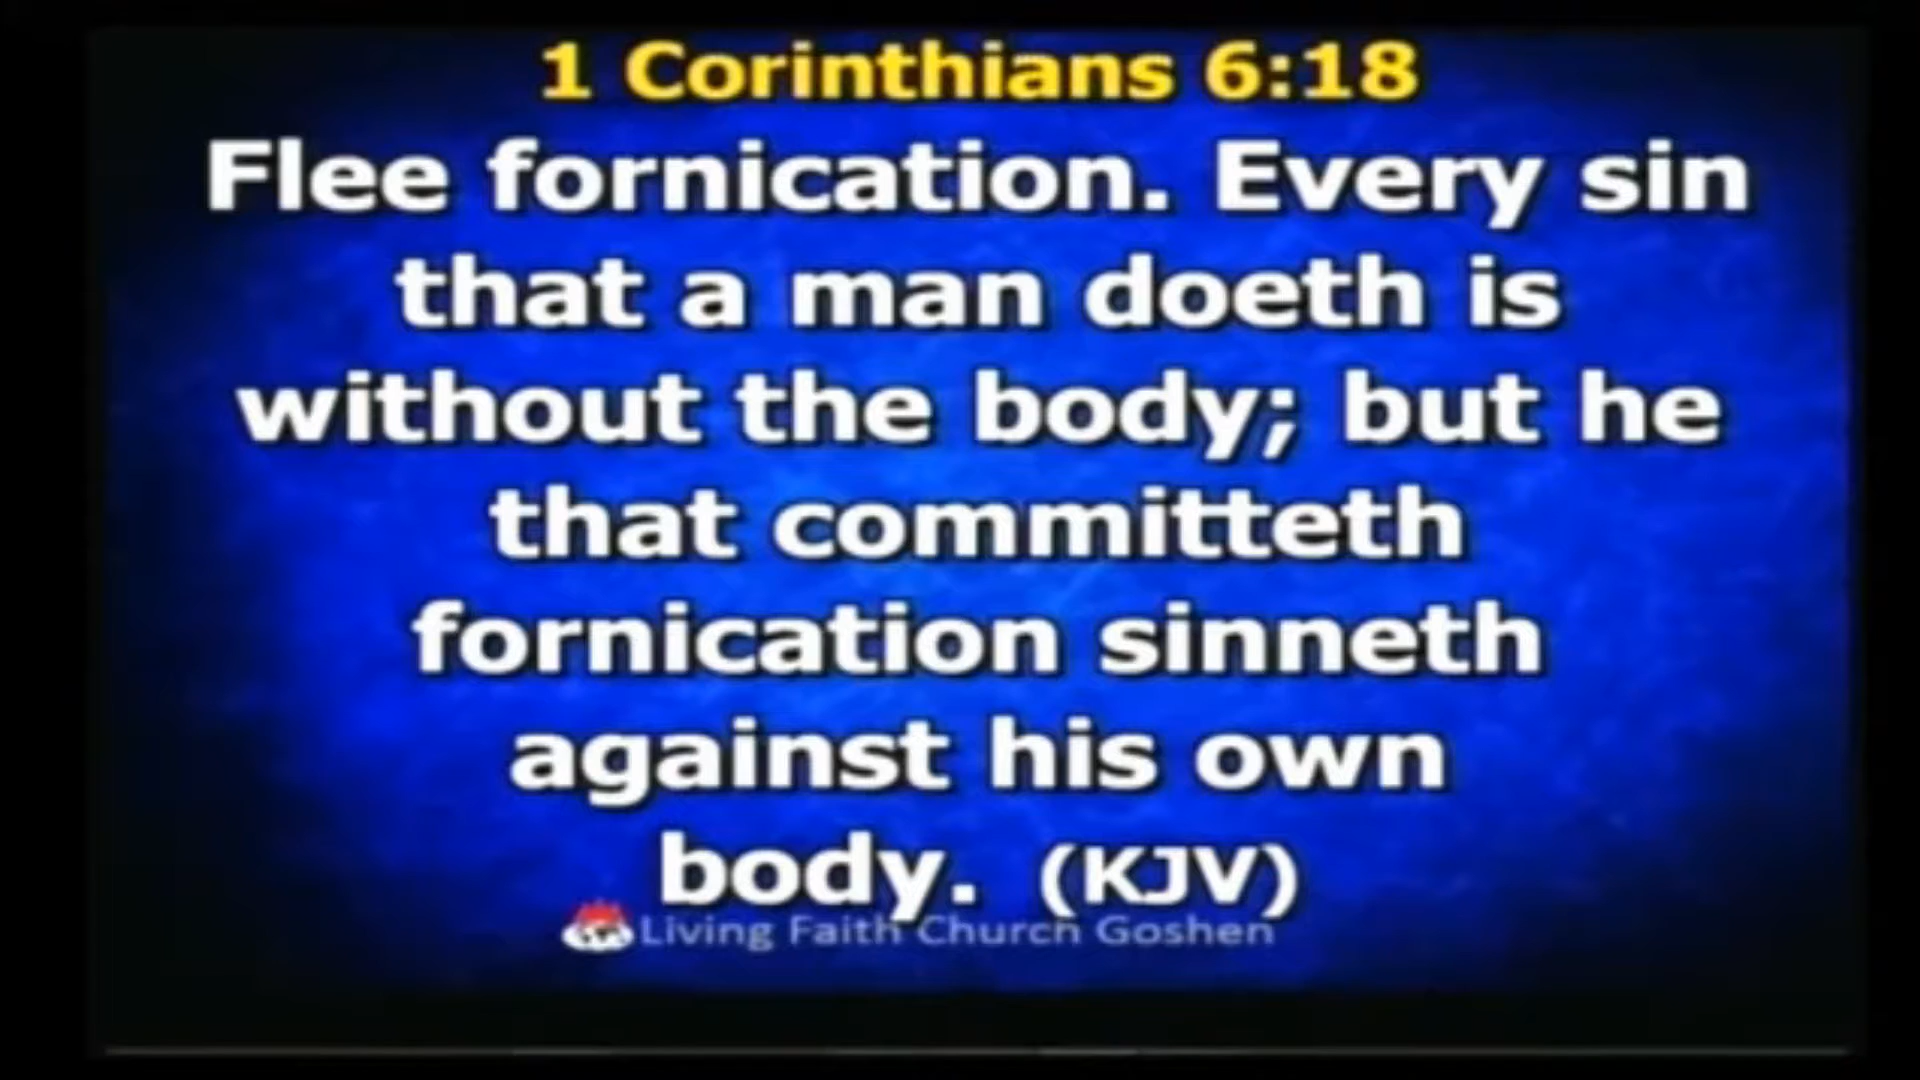 1 Corinthians 6:18
Flee fornication. Every sin
that a man doeth is
without the body; but he
that committeth
fornication sinneth
against his own
body. (KJV)
Living Faith Church Goshen